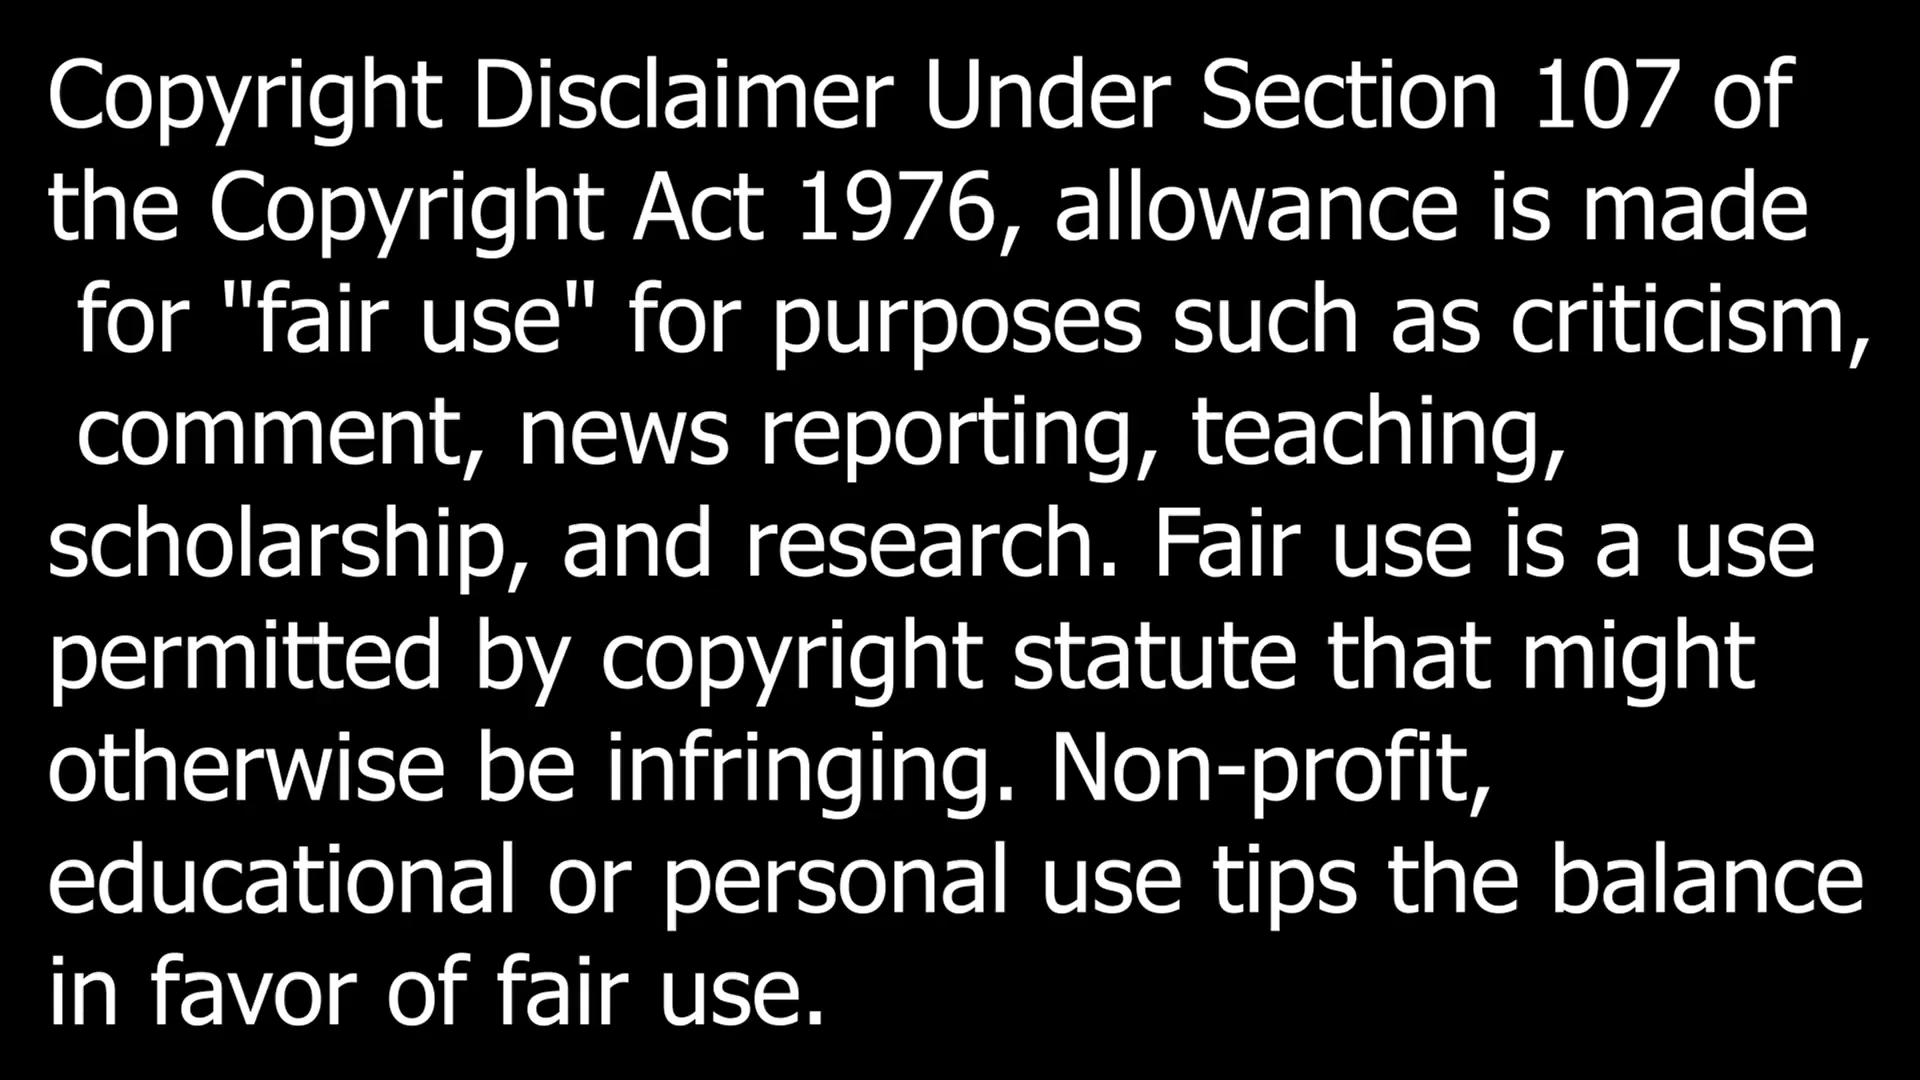 Copyright Disclaimer Under Section 107 of
the Copyright Act 1976, allowance is made
for "fair use" for purposes such as criticism,
comment, news reporting, teaching,
scholarship, and research. Fair use is a use
permitted by copyright statute that might
otherwise be infringing. Non-profit,
educational or personal use tips the balance
in favor of fair use.